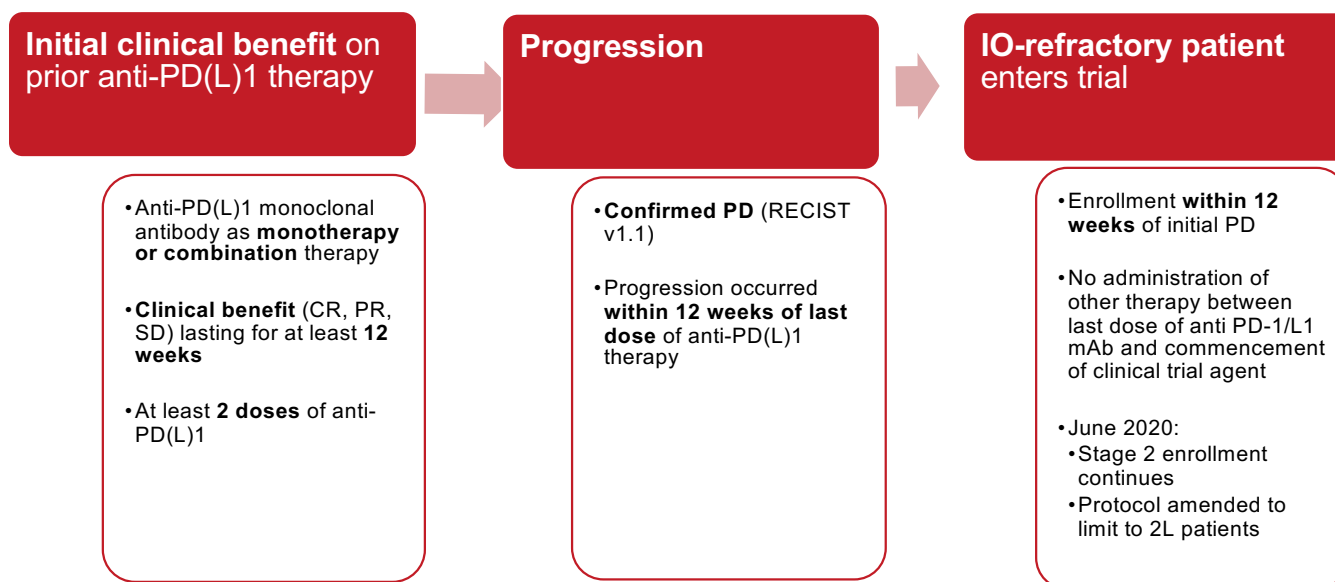 Initial clinical benefit on
prior anti-PD(L)1 therapy
•Anti-PD(L)1 monoclonal
antibody as monotherapy
or combination therapy
•Clinical benefit (CR, PR,
SD) lasting for at least 12
weeks
•At least 2 doses of anti-
PD(L)1
Progression
•Confirmed PD (RECIST
v1.1)
•Progression occurred
within 12 weeks of last
dose of anti-PD(L)1
therapy
IO-refractory patient
enters trial
•Enrollment within 12
weeks of initial PD
•No administration of
other therapy between
last dose of anti PD-1/L1
mAb and commencement
of clinical trial agent
•June 2020:
•Stage 2 enrollment
continues
•Protocol amended to
limit to 2L patients